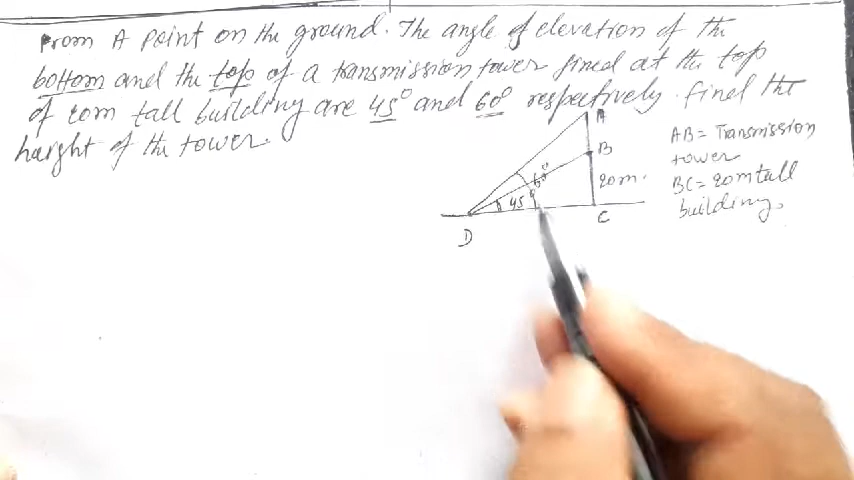 From A point on the ground. The angle of elevation of the
bottom and the top of a transmission tower fined at the top
of 20m tall building are 45° and 60° respectively. find the
haight of the tower.
A
B
60°
20m.
45°
C
D
AB = Transmission
tower
BC = 20m tall
building.